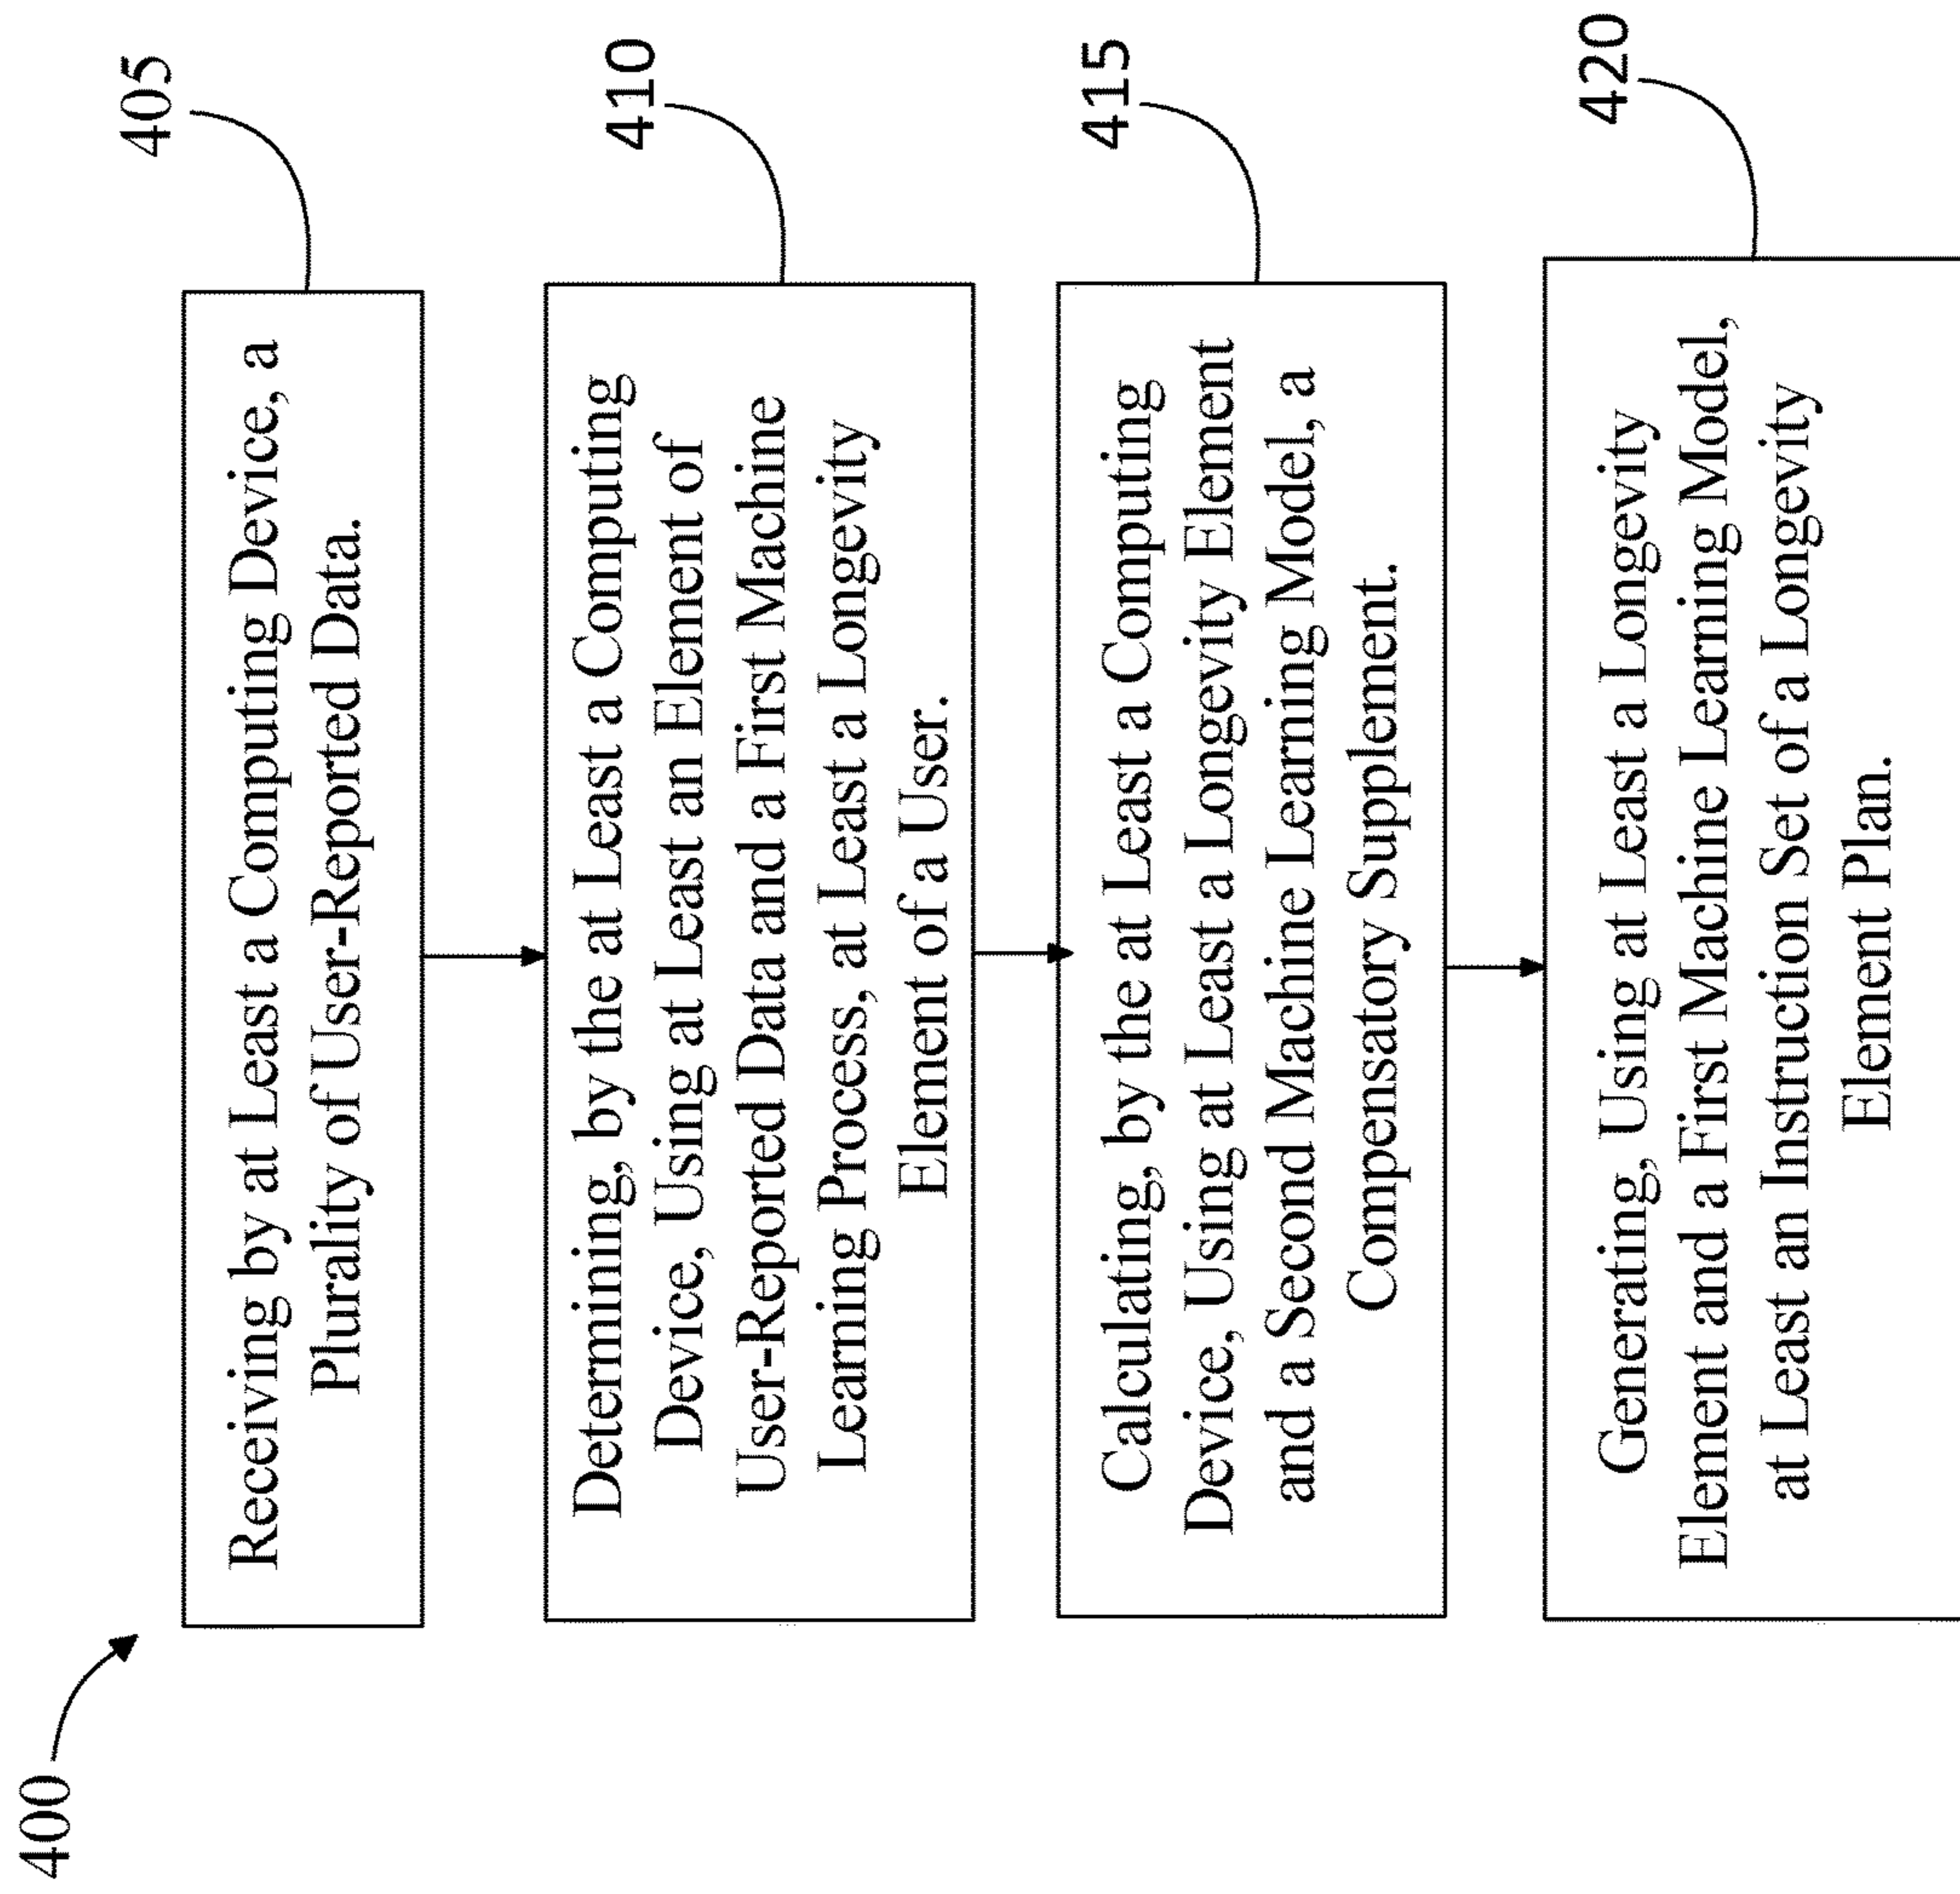 400
405
Receiving by at Least a Computing Device, a
Plurality of User-Reported Data.
410
Determining, by the at Least a Computing
Device, Using at Least an Element of
User-Reported Data and a First Machine
Learning Process, at Least a Longevity
Element of a User.
415
Calculating, by the at Least a Computing
Device, Using at Least a Longevity Element
and a Second Machine Learning Model, a
Compensatory Supplement.
420
Generating, Using at Least a Longevity
Element and a First Machine Learning Model,
at Least an Instruction Set of a Longevity
Element Plan.